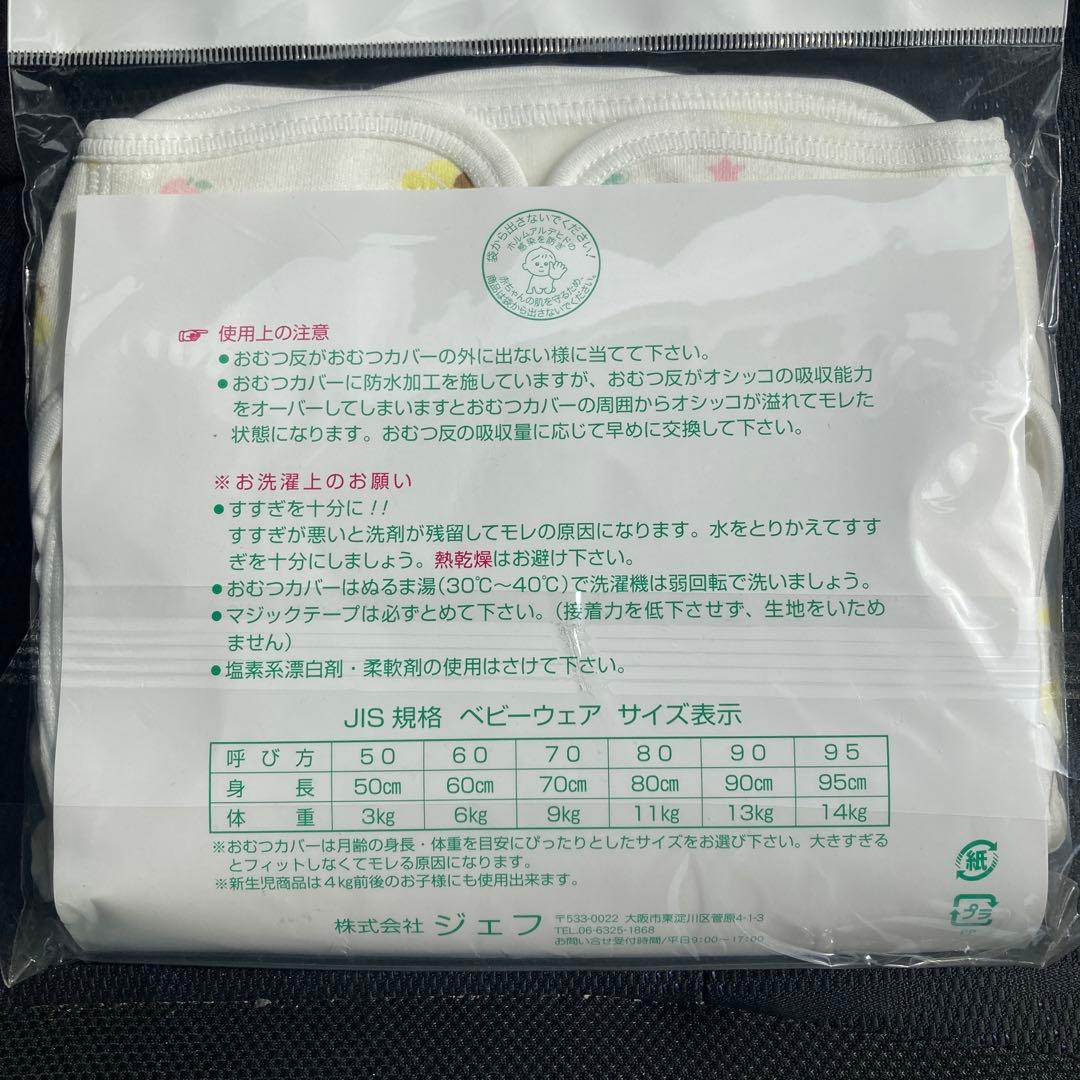 袋から出さないでください!
ホルムアルデヒドの
感染を防ぎ
赤ちゃんの肌を守るため、
商品は袋から出さないでください。
☞ 使用上の注意
●おむつ反がおむつカバーの外に出ない様に当てて下さい。
●おむつカバーに防水加工を施していますが、おむつ反がオシッコの吸収能力
をオーバーしてしまいますとおむつカバーの周囲からオシッコが溢れてモレた
状態になります。おむつ反の吸収量に応じて早めに交換して下さい。
※お洗濯上のお願い
●すすぎを十分に!!
すすぎが悪いと洗剤が残留してモレの原因になります。水をとりかえてすす
ぎを十分にしましょう。熱乾燥はお避け下さい。
●おむつカバーはぬるま湯(30℃〜40℃)で洗濯機は弱回転で洗いましょう。
●マジックテープは必ずとめて下さい。(接着力を低下させず、生地をいため
ません)
●塩素系漂白剤・柔軟剤の使用はさけて下さい。
JIS規格 ベビーウェア サイズ表示
呼び方 50 60 70 80 90 95
身長 50㎝ 60㎝ 70㎝ 80㎝ 90㎝ 95㎝
体重 3㎏ 6㎏ 9㎏ 11㎏ 13㎏ 14㎏
※おむつカバーは月齢の身長・体重を目安にぴったりとしたサイズをお選び下さい。大きすぎる
とフィットしなくてモレる原因になります。
※新生児商品は4㎏前後のお子様にも使用出来ます。
紙
プラ
PP
株式会社 ジェフ
〒533-0022 大阪市東淀川区菅原4-1-3
TEL.06-6325-1868
お問い合せ受付時間/平日9:00〜17:00